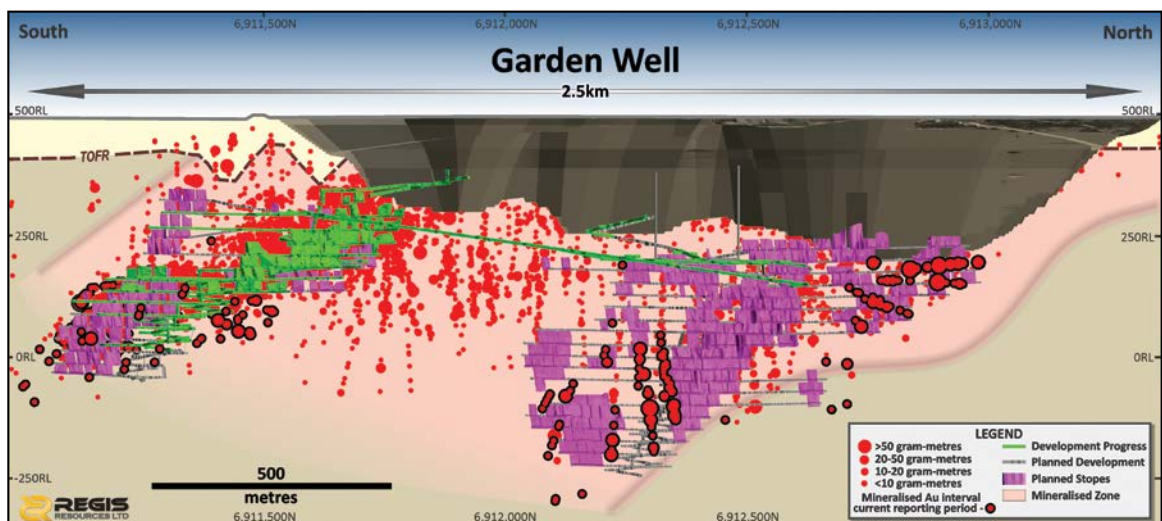 6,911,500N 6,912,000N 6,912,500N 6,913,000N
South North
Garden Well
2.5km
500RL 500RL
TOFR
250RL 250RL
0RL 0RL
-250RL
500
metres
LEGEND
>50 gram-metres
20-50 gram-metres
10-20 gram-metres
<10 gram-metres
Mineralised Au interval
current reporting period -
Development Progress
Planned Development
Planned Stopes
Mineralised Zone
REGIS
RESOURCES LTD
6,911,500N 6,912,000N 6,912,500N